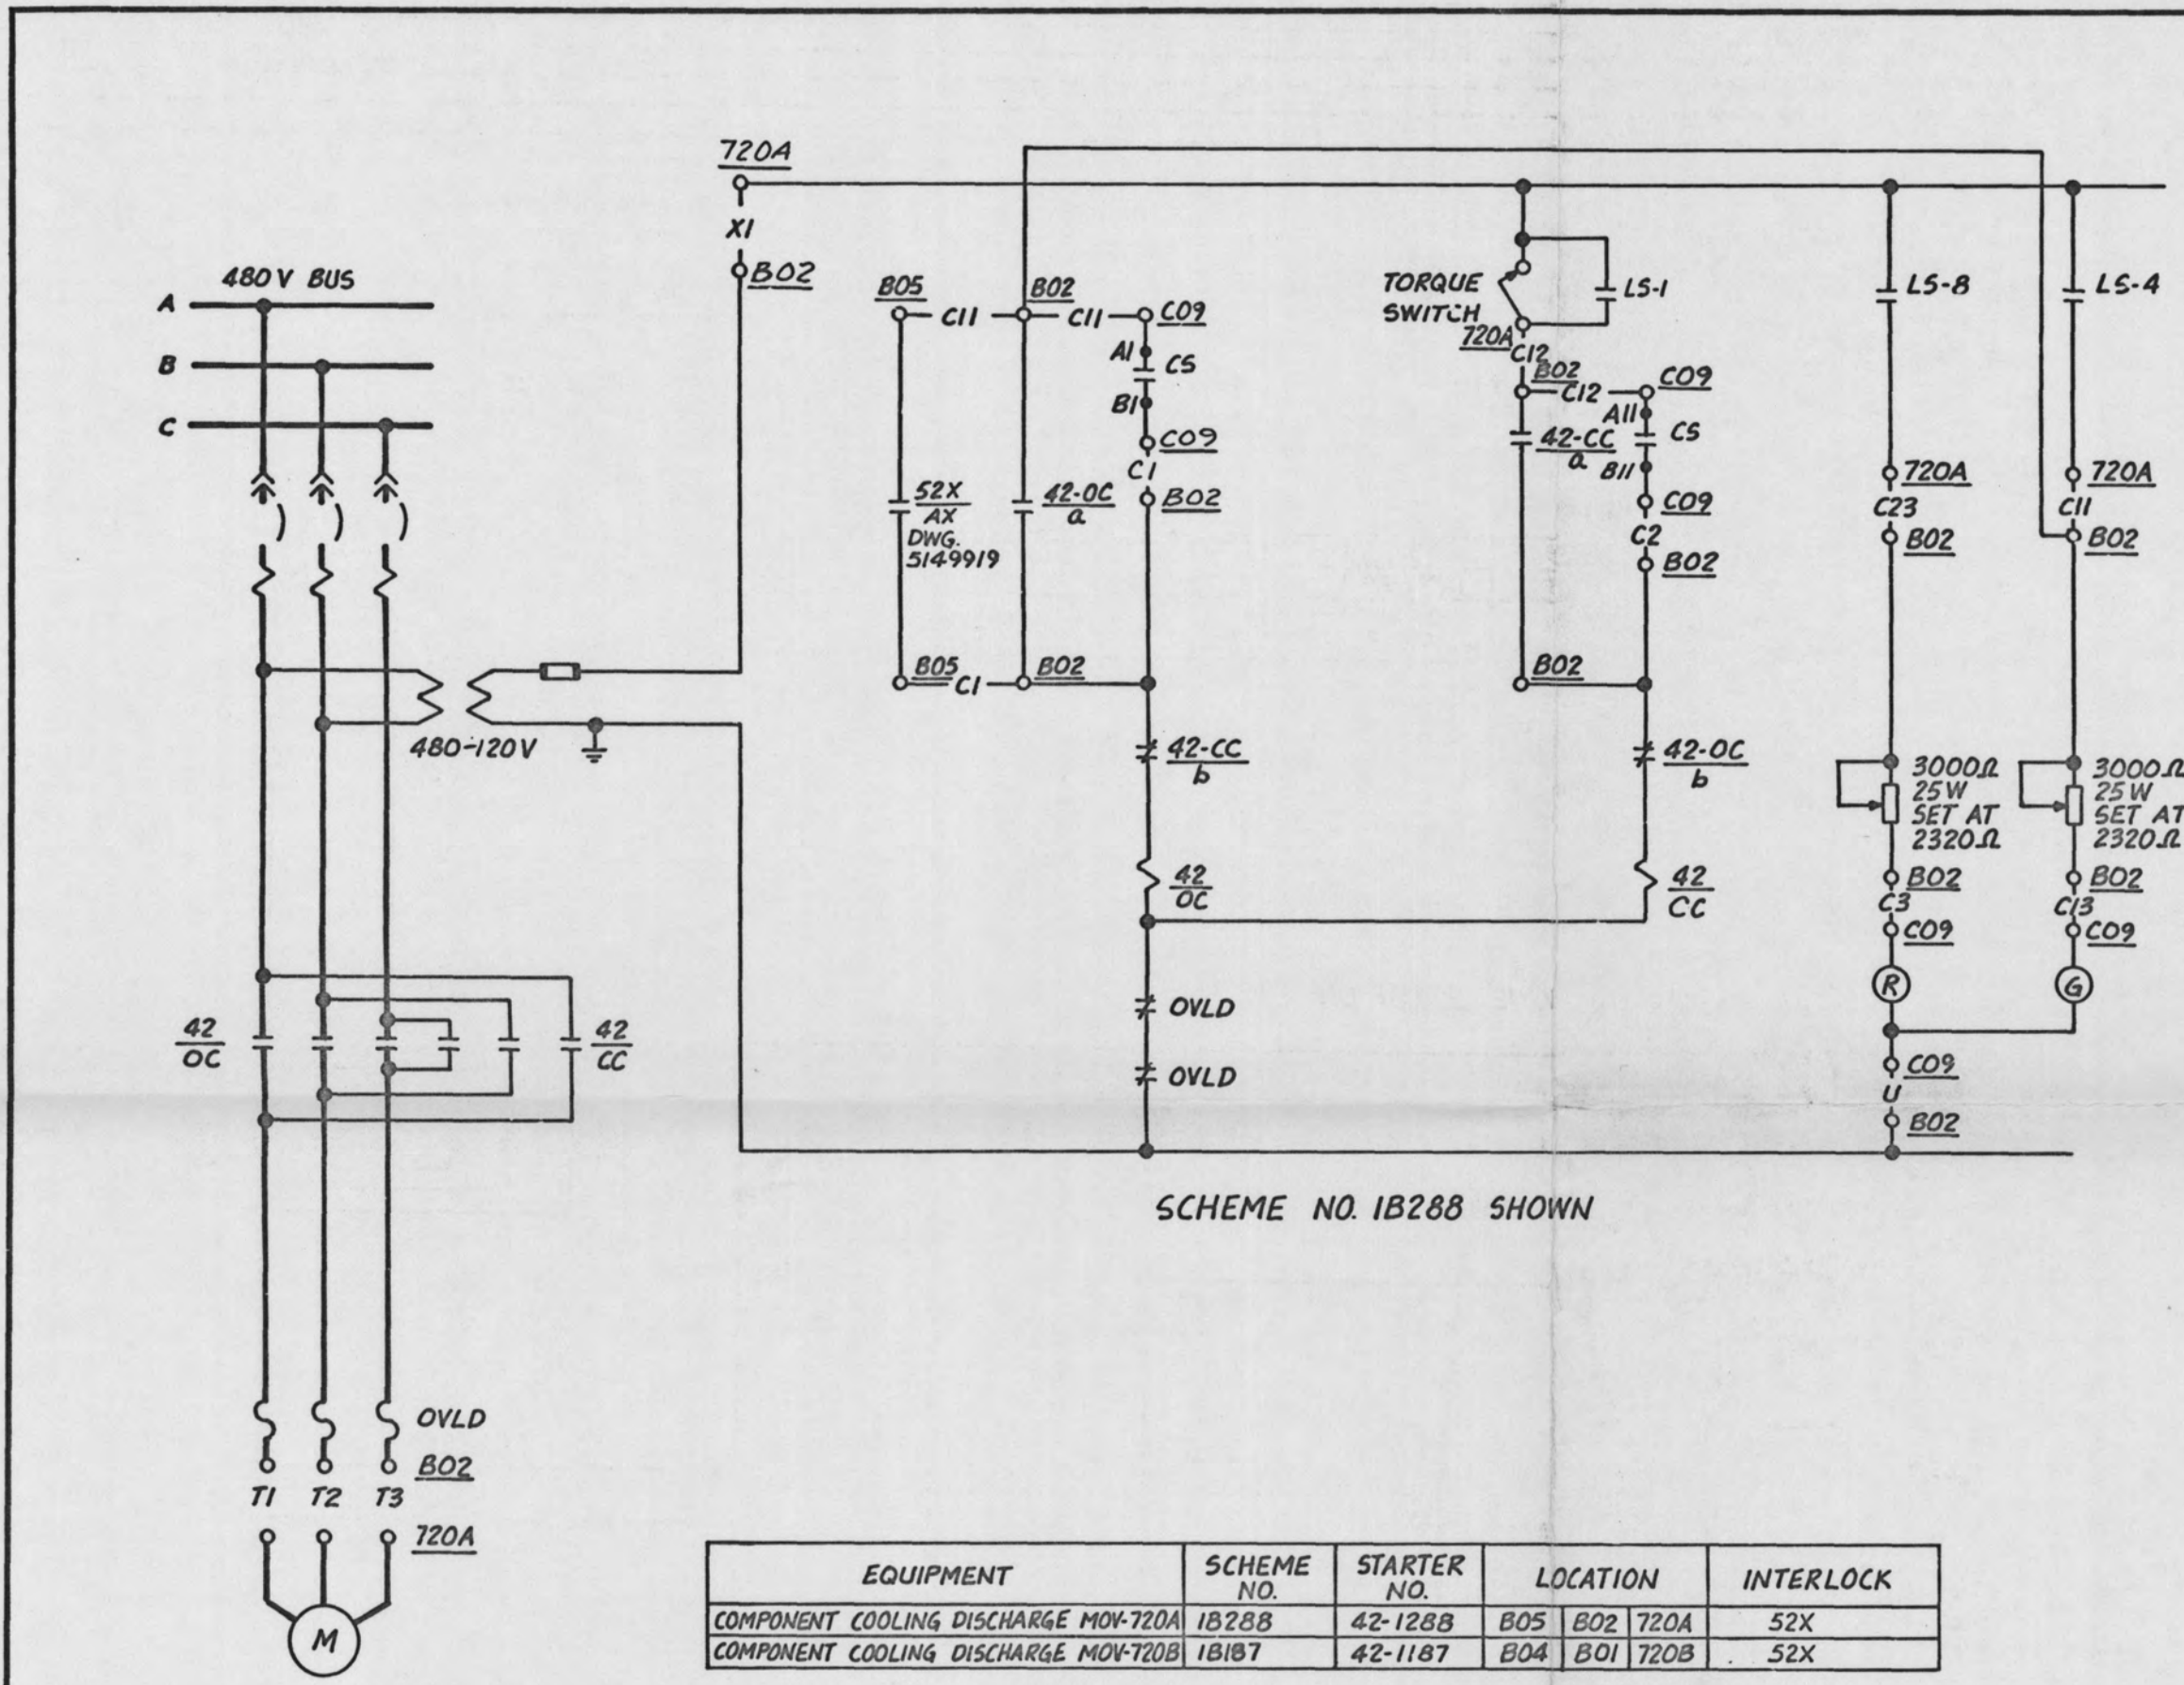 720A
X1
B02
480V BUS
A
B
C
B05
C11
B02
C11
C09
A1
CS
B1
C09
C1
B02
52X
AX
DWG.
5149919
42-OC
a
B05
C1
B02
42-CC
b
42
OC
OVLD
OVLD
TORQUE
SWITCH
LS-1
720A
C12
B02
C12
C09
A11
CS
B11
42-CC
a
C09
C2
B02
B02
42-OC
b
42
CC
LS-8
720A
C23
B02
3000Ω
25W
SET AT
2320Ω
B02
C3
C09
R
C09
U
B02
LS-4
720A
C11
B02
3000Ω
25W
SET AT
2320Ω
B02
C13
C09
G
480-120V
42
OC
42
CC
SCHEME NO. 1B288 SHOWN
OVLD
B02
T1 T2 T3
720A
M
EQUIPMENT SCHEME NO. STARTER NO. LOCATION INTERLOCK
COMPONENT COOLING DISCHARGE MOV-720A 1B288 42-1288 B05 B02 720A 52X
COMPONENT COOLING DISCHARGE MOV-720B 1B187 42-1187 B04 B01 720B 52X